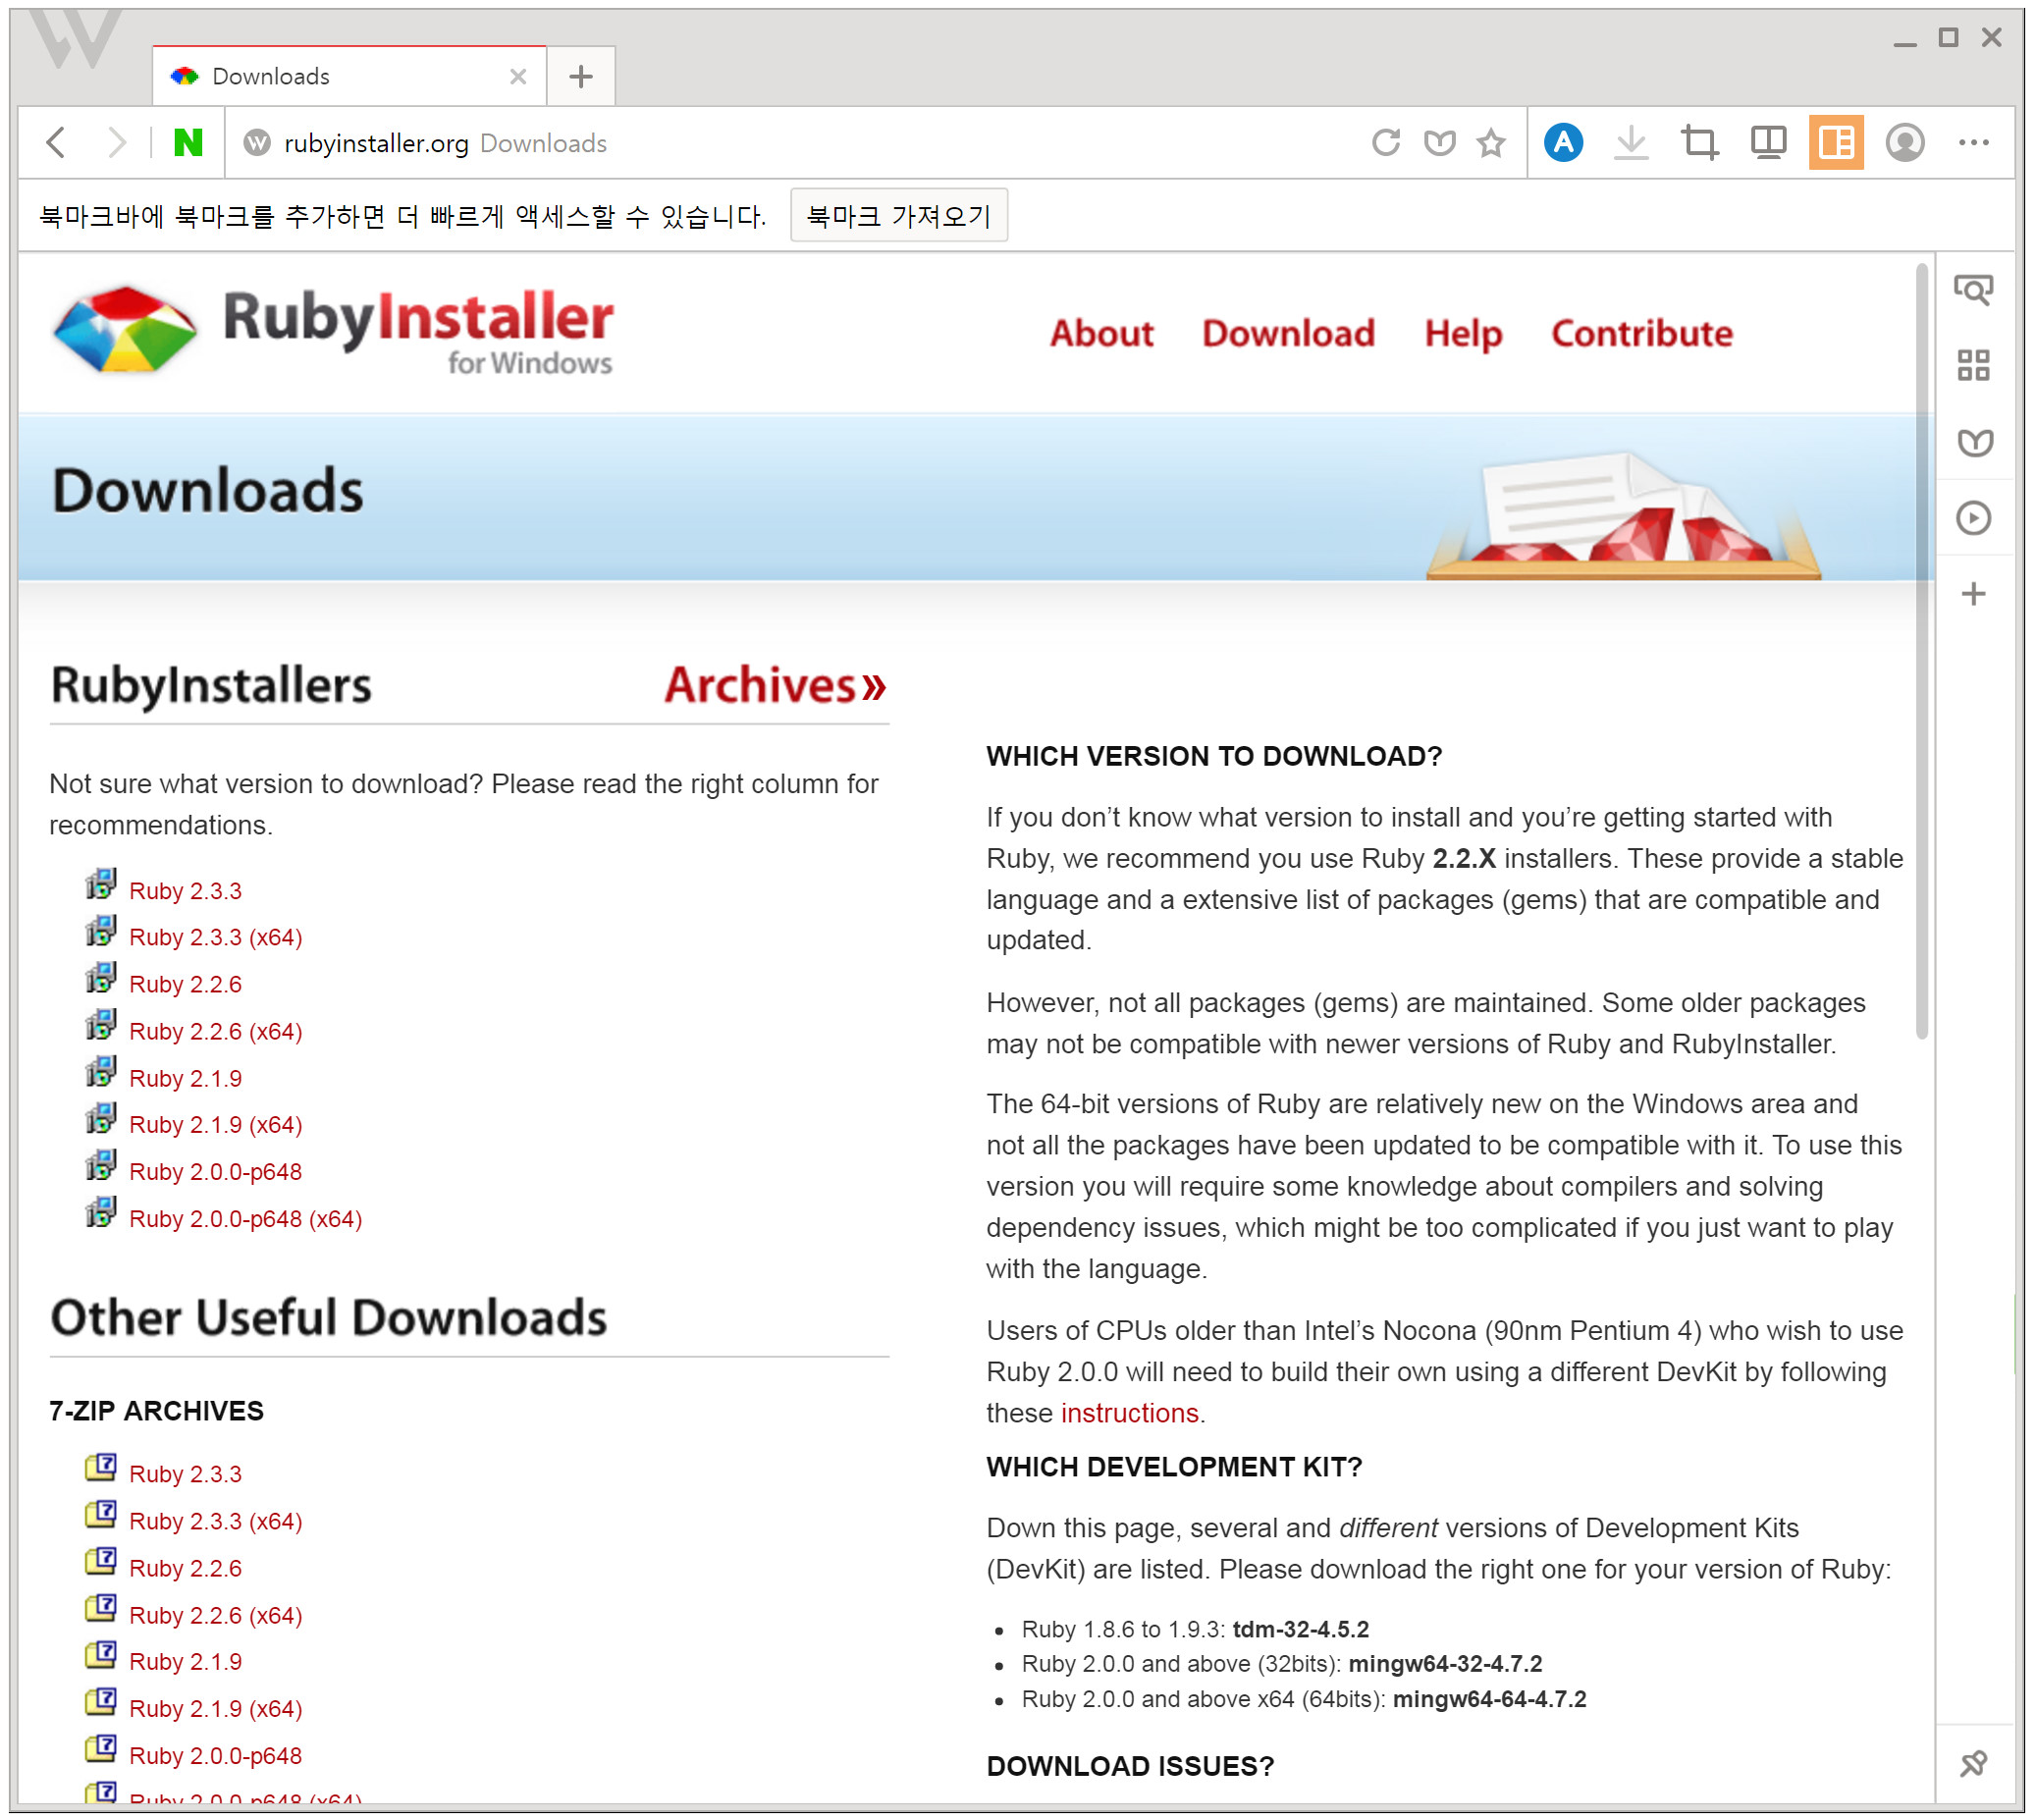 Downloads
rubyinstaller.org Downloads
북마크바에 북마크를 추가하면 더 빠르게 액세스할 수 있습니다. 북마크 가져오기
RubyInstaller
for Windows
About Download Help Contribute
Downloads
RubyInstallers Archives»
Not sure what version to download? Please read the right column for
recommendations.
Ruby 2.3.3
Ruby 2.3.3 (x64)
Ruby 2.2.6
Ruby 2.2.6 (x64)
Ruby 2.1.9
Ruby 2.1.9 (x64)
Ruby 2.0.0-p648
Ruby 2.0.0-p648 (x64)
Other Useful Downloads
7-ZIP ARCHIVES
Ruby 2.3.3
Ruby 2.3.3 (x64)
Ruby 2.2.6
Ruby 2.2.6 (x64)
Ruby 2.1.9
Ruby 2.1.9 (x64)
Ruby 2.0.0-p648
Ruby 2.0.0-p648 (x64)
WHICH VERSION TO DOWNLOAD?
If you don’t know what version to install and you’re getting started with
Ruby, we recommend you use Ruby 2.2.X installers. These provide a stable
language and a extensive list of packages (gems) that are compatible and
updated.
However, not all packages (gems) are maintained. Some older packages
may not be compatible with newer versions of Ruby and RubyInstaller.
The 64-bit versions of Ruby are relatively new on the Windows area and
not all the packages have been updated to be compatible with it. To use this
version you will require some knowledge about compilers and solving
dependency issues, which might be too complicated if you just want to play
with the language.
Users of CPUs older than Intel’s Nocona (90nm Pentium 4) who wish to use
Ruby 2.0.0 will need to build their own using a different DevKit by following
these instructions.
WHICH DEVELOPMENT KIT?
Down this page, several and different versions of Development Kits
(DevKit) are listed. Please download the right one for your version of Ruby:
• Ruby 1.8.6 to 1.9.3: tdm-32-4.5.2
• Ruby 2.0.0 and above (32bits): mingw64-32-4.7.2
• Ruby 2.0.0 and above x64 (64bits): mingw64-64-4.7.2
DOWNLOAD ISSUES?